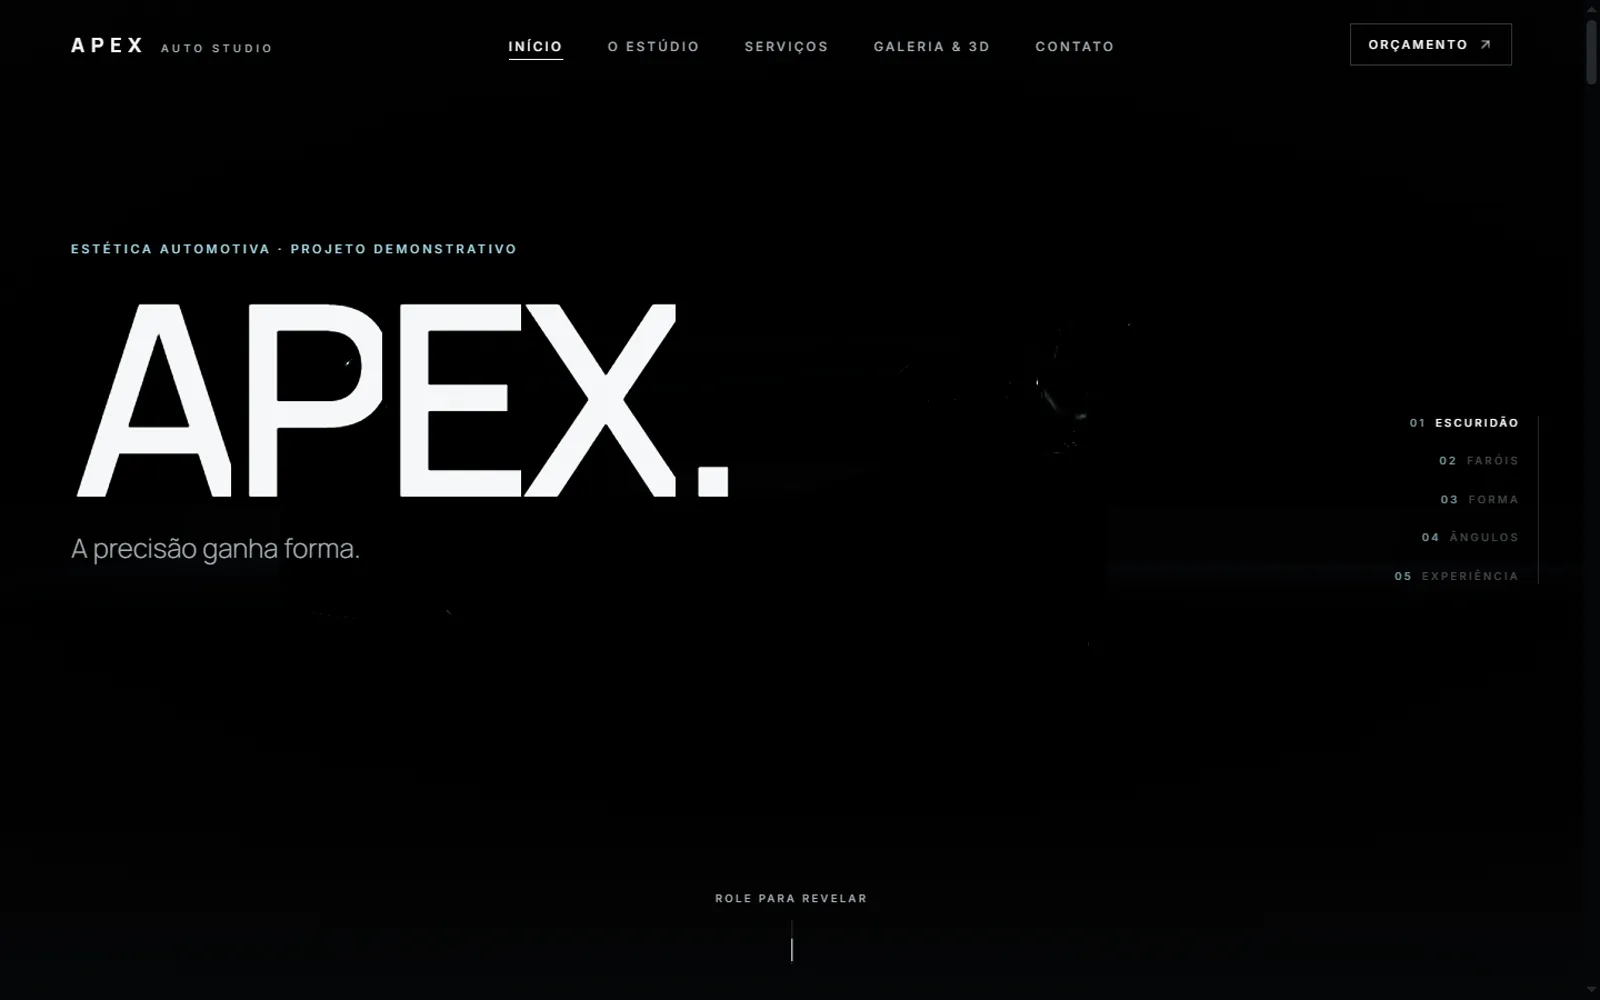 APEX AUTO STUDIO
INÍCIO
O ESTÚDIO
SERVIÇOS
GALERIA & 3D
CONTATO
ORÇAMENTO
ESTÉTICA AUTOMOTIVA · PROJETO DEMONSTRATIVO
APEX.
A precisão ganha forma.
01 ESCURIDÃO
02 FARÓIS
03 FORMA
04 ÂNGULOS
05 EXPERIÊNCIA
ROLE PARA REVELAR